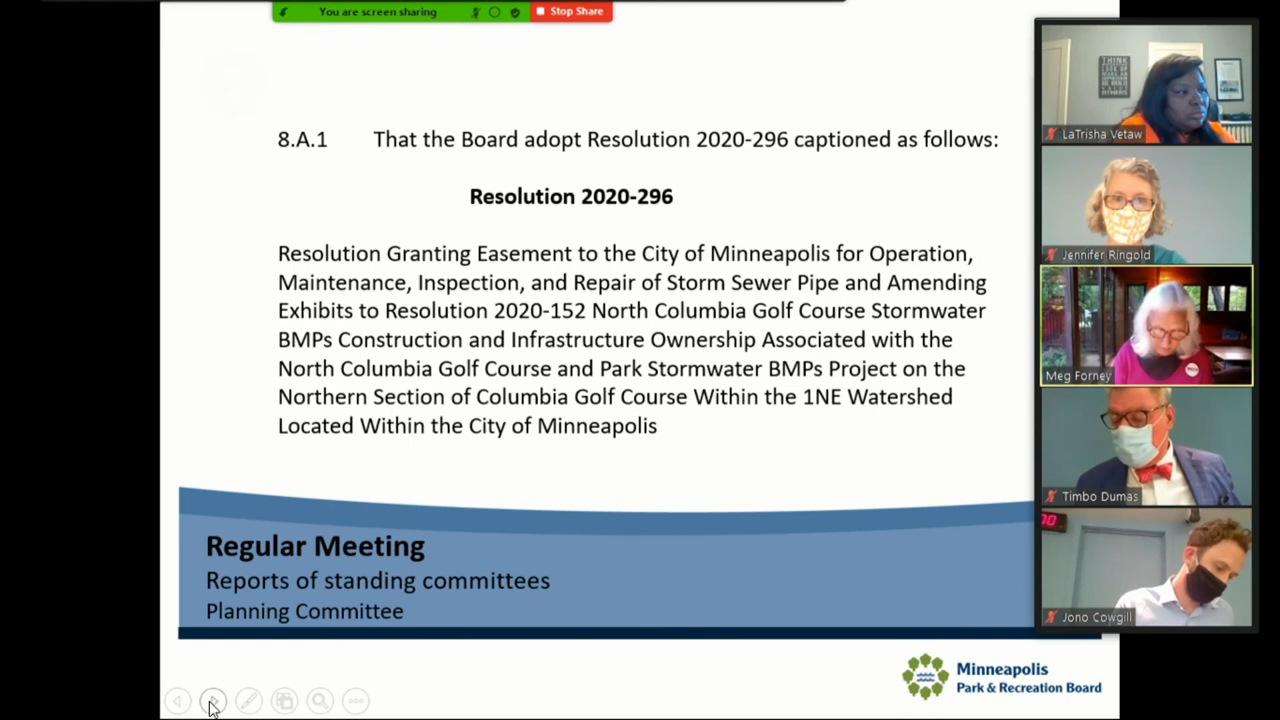 You are screen sharing
Stop Share
8.A.1 That the Board adopt Resolution 2020-296 captioned as follows:
Resolution 2020-296
Resolution Granting Easement to the City of Minneapolis for Operation,
Maintenance, Inspection, and Repair of Storm Sewer Pipe and Amending
Exhibits to Resolution 2020-152 North Columbia Golf Course Stormwater
BMPs Construction and Infrastructure Ownership Associated with the
North Columbia Golf Course and Park Stormwater BMPs Project on the
Northern Section of Columbia Golf Course Within the 1NE Watershed
Located Within the City of Minneapolis
Regular Meeting
Reports of standing committees
Planning Committee
Minneapolis
Park & Recreation Board
THINK
OTHERS
LaTrisha Vetaw
Jennifer Ringold
Meg Forney
Timbo Dumas
Jono Cowgill